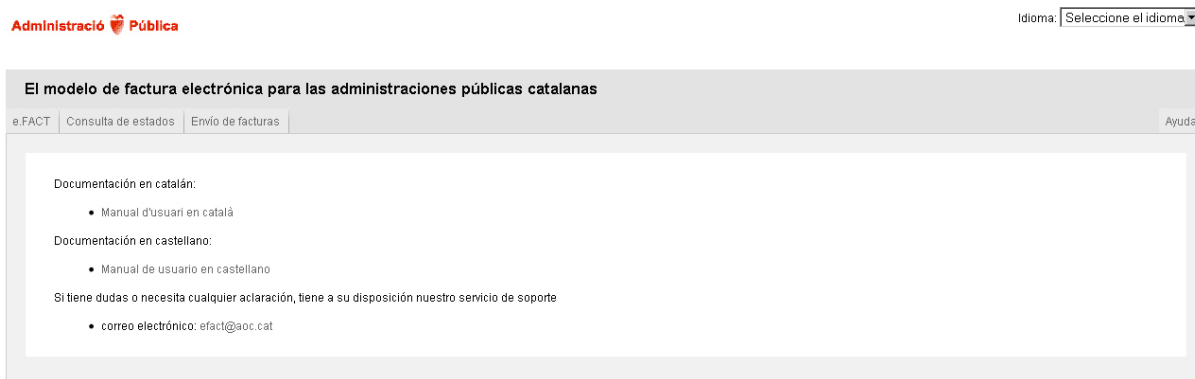 Administració Pública
Idioma: Seleccione el idioma
El modelo de factura electrónica para las administraciones públicas catalanas
e.FACT Consulta de estados Envío de facturas Ayuda
Documentación en catalán:
Manual d'usuari en català
Documentación en castellano:
Manual de usuario en castellano
Si tiene dudas o necesita cualquier aclaración, tiene a su disposición nuestro servicio de soporte
correo electrónico: efact@aoc.cat